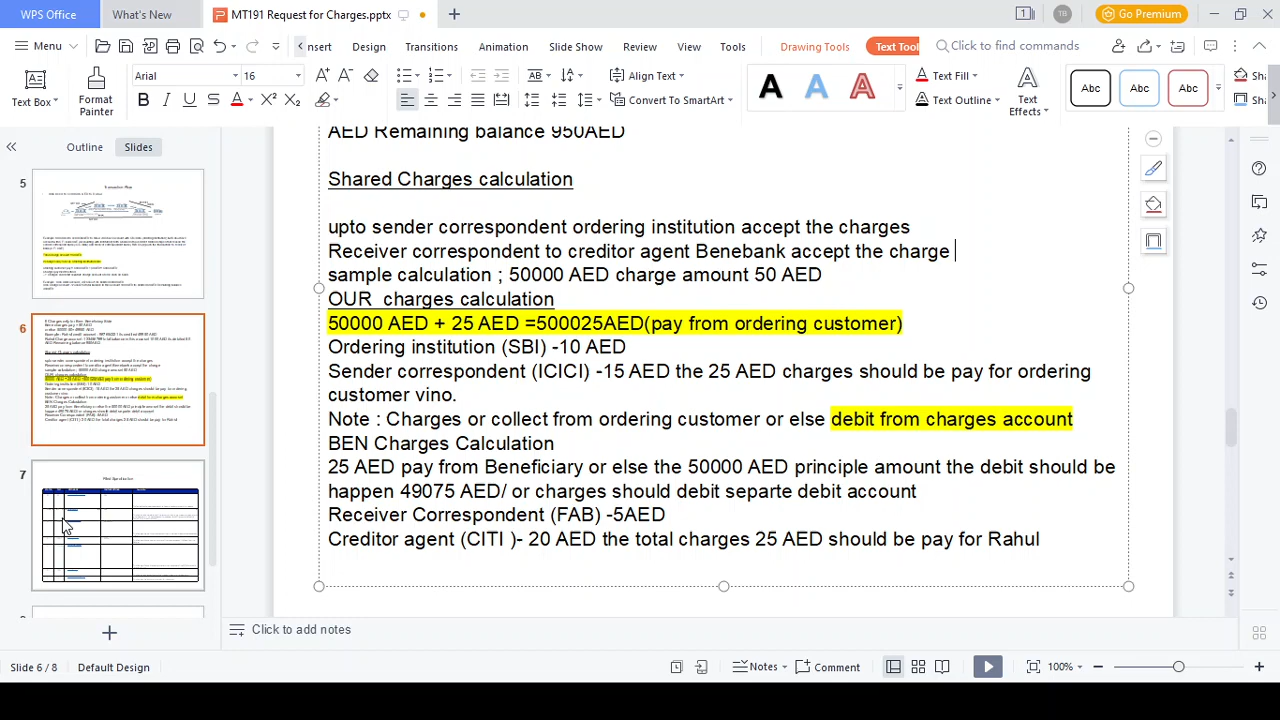 WPS Office
What's New
MT191 Request for Charges.pptx
1
TB
Go Premium
Menu
nsert
Design
Transitions
Animation
Slide Show
Review
View
Tools
Drawing Tools
Text Tool
Click to find commands
Text Box
Format Painter
Arial
16
Align Text
Convert To SmartArt
Text Fill
Text Outline
Text Effects
Abc
Abc
Abc
Sha
Sh
Outline
Slides
5
6
7
AED Remaining balance 950AED
Shared Charges calculation
upto sender correspondent ordering institution accept the charges
Receiver correspondent to creditor agent Benebank accept the charge
sample calculation ; 50000 AED charge amount 50 AED
OUR charges calculation
50000 AED + 25 AED =500025AED(pay from ordering customer)
Ordering institution (SBI) -10 AED
Sender correspondent (ICICI) -15 AED the 25 AED charges should be pay for ordering
customer vino.
Note : Charges or collect from ordering customer or else debit from charges account
BEN Charges Calculation
25 AED pay from Beneficiary or else the 50000 AED principle amount the debit should be
happen 49075 AED/ or charges should debit separte debit account
Receiver Correspondent (FAB) -5AED
Creditor agent (CITI )- 20 AED the total charges 25 AED should be pay for Rahul
Click to add notes
Slide 6 / 8
Default Design
Notes
Comment
100%